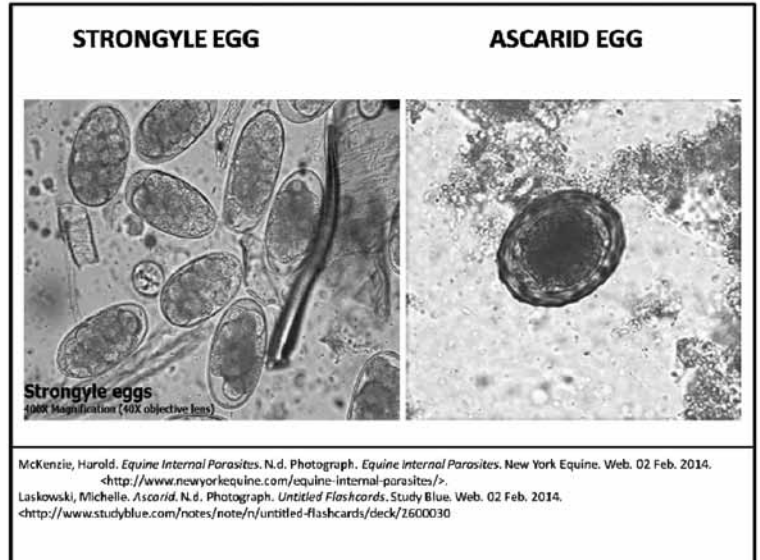 STRONGYLE EGG
ASCARID EGG
Strongyle eggs
400X Magnification (40X objective lens)
McKenzie, Harold. Equine Internal Parasites. N.d. Photograph. Equine Internal Parasites. New York Equine. Web. 02 Feb. 2014.
<http://www.newyorkequine.com/equine-internal-parasites/>.
Laskowski, Michelle. Ascarid. N.d. Photograph. Untitled Flashcards. Study Blue. Web. 02 Feb. 2014.
<http://www.studyblue.com/notes/note/n/untitled-flashcards/deck/2600030